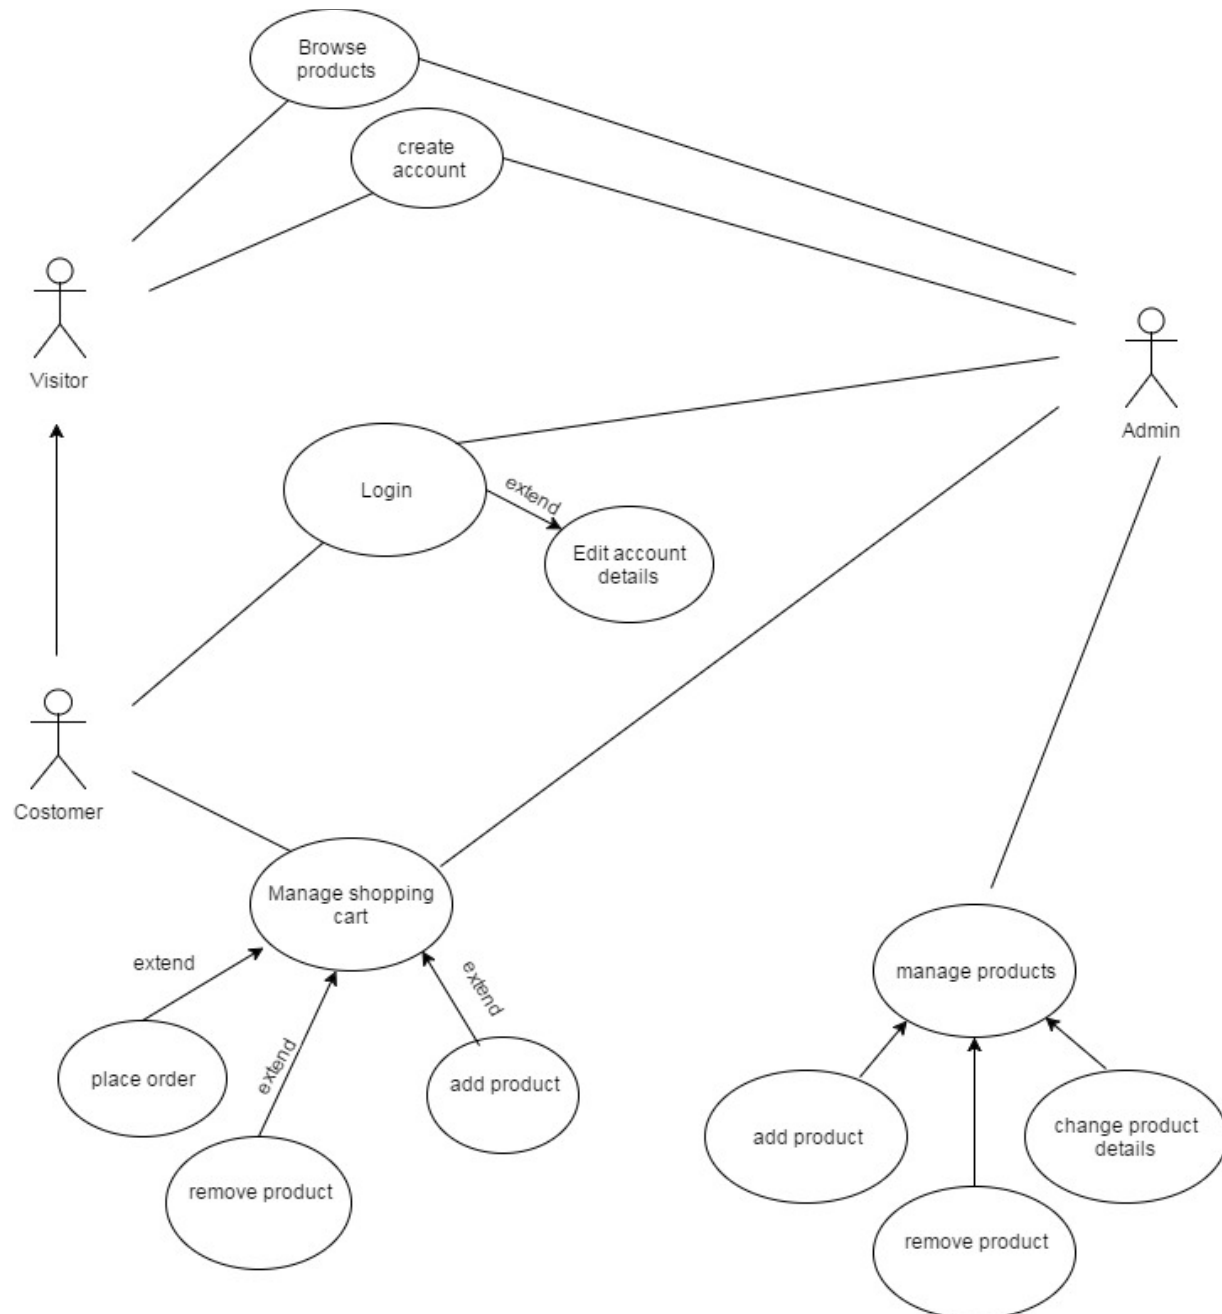 Browse
products
create
account
Visitor
Admin
Login
extend
Edit account
details
Costomer
Manage shopping
cart
extend
extend
extend
place order
remove product
add product
manage products
add product
change product
details
remove product